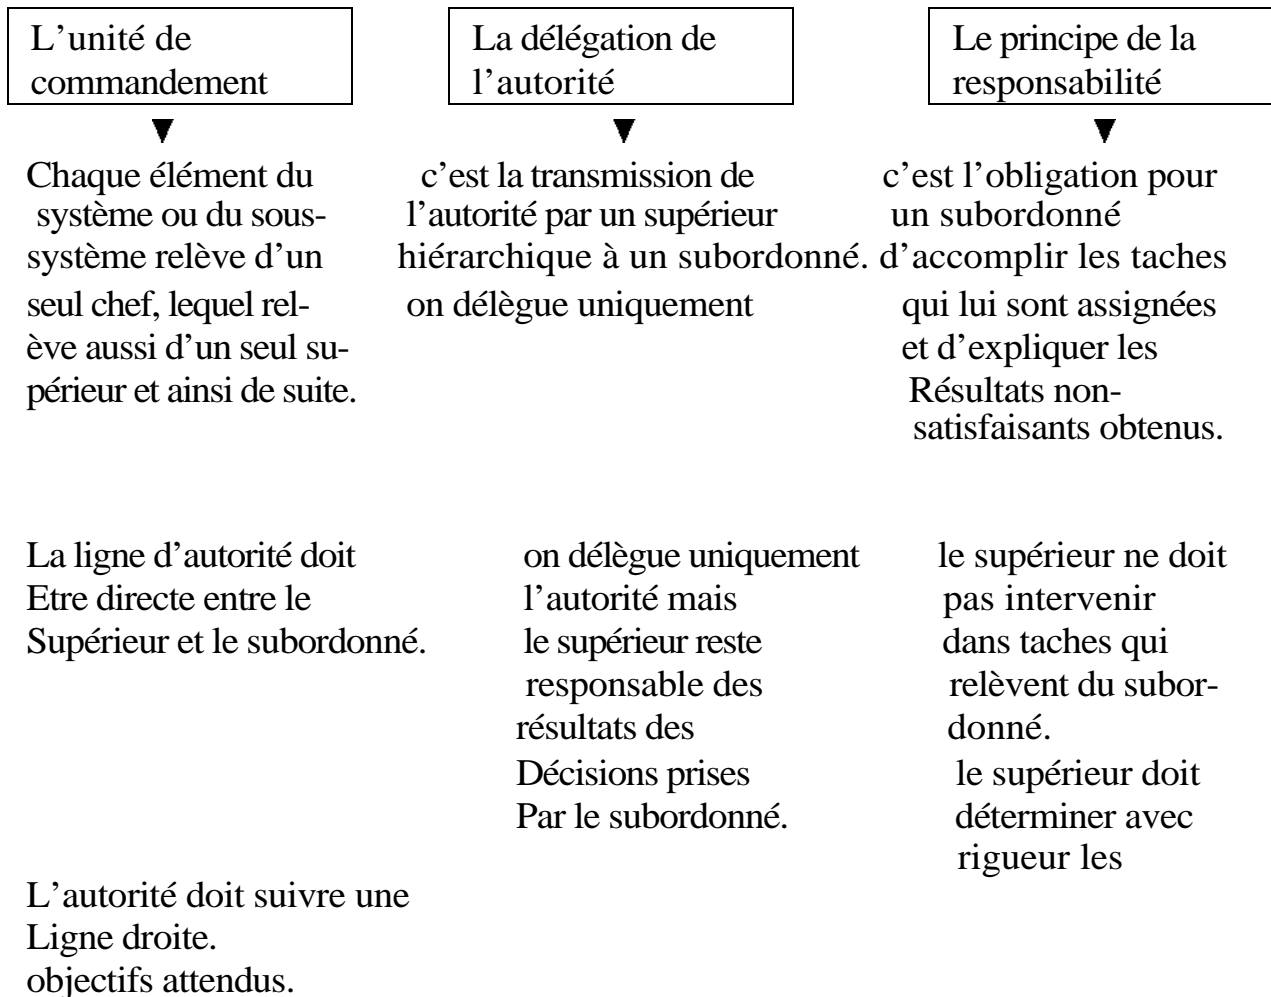 L’unité de
commandement
La délégation de
l’autorité
Le principe de la
responsabilité
Chaque élément du
système ou du sous-
système relève d’un
seul chef, lequel rel-
ève aussi d’un seul su-
périeur et ainsi de suite.
c’est la transmission de
l’autorité par un supérieur
hiérarchique à un subordonné.
on délègue uniquement
c’est l’obligation pour
un subordonné
d’accomplir les taches
qui lui sont assignées
et d’expliquer les
Résultats non-
satisfaisants obtenus.
La ligne d’autorité doit
Etre directe entre le
Supérieur et le subordonné.
on délègue uniquement
l’autorité mais
le supérieur reste
responsable des
résultats des
Décisions prises
Par le subordonné.
le supérieur ne doit
pas intervenir
dans taches qui
relèvent du subor-
donné.
le supérieur doit
déterminer avec
rigueur les
L’autorité doit suivre une
Ligne droite.
objectifs attendus.